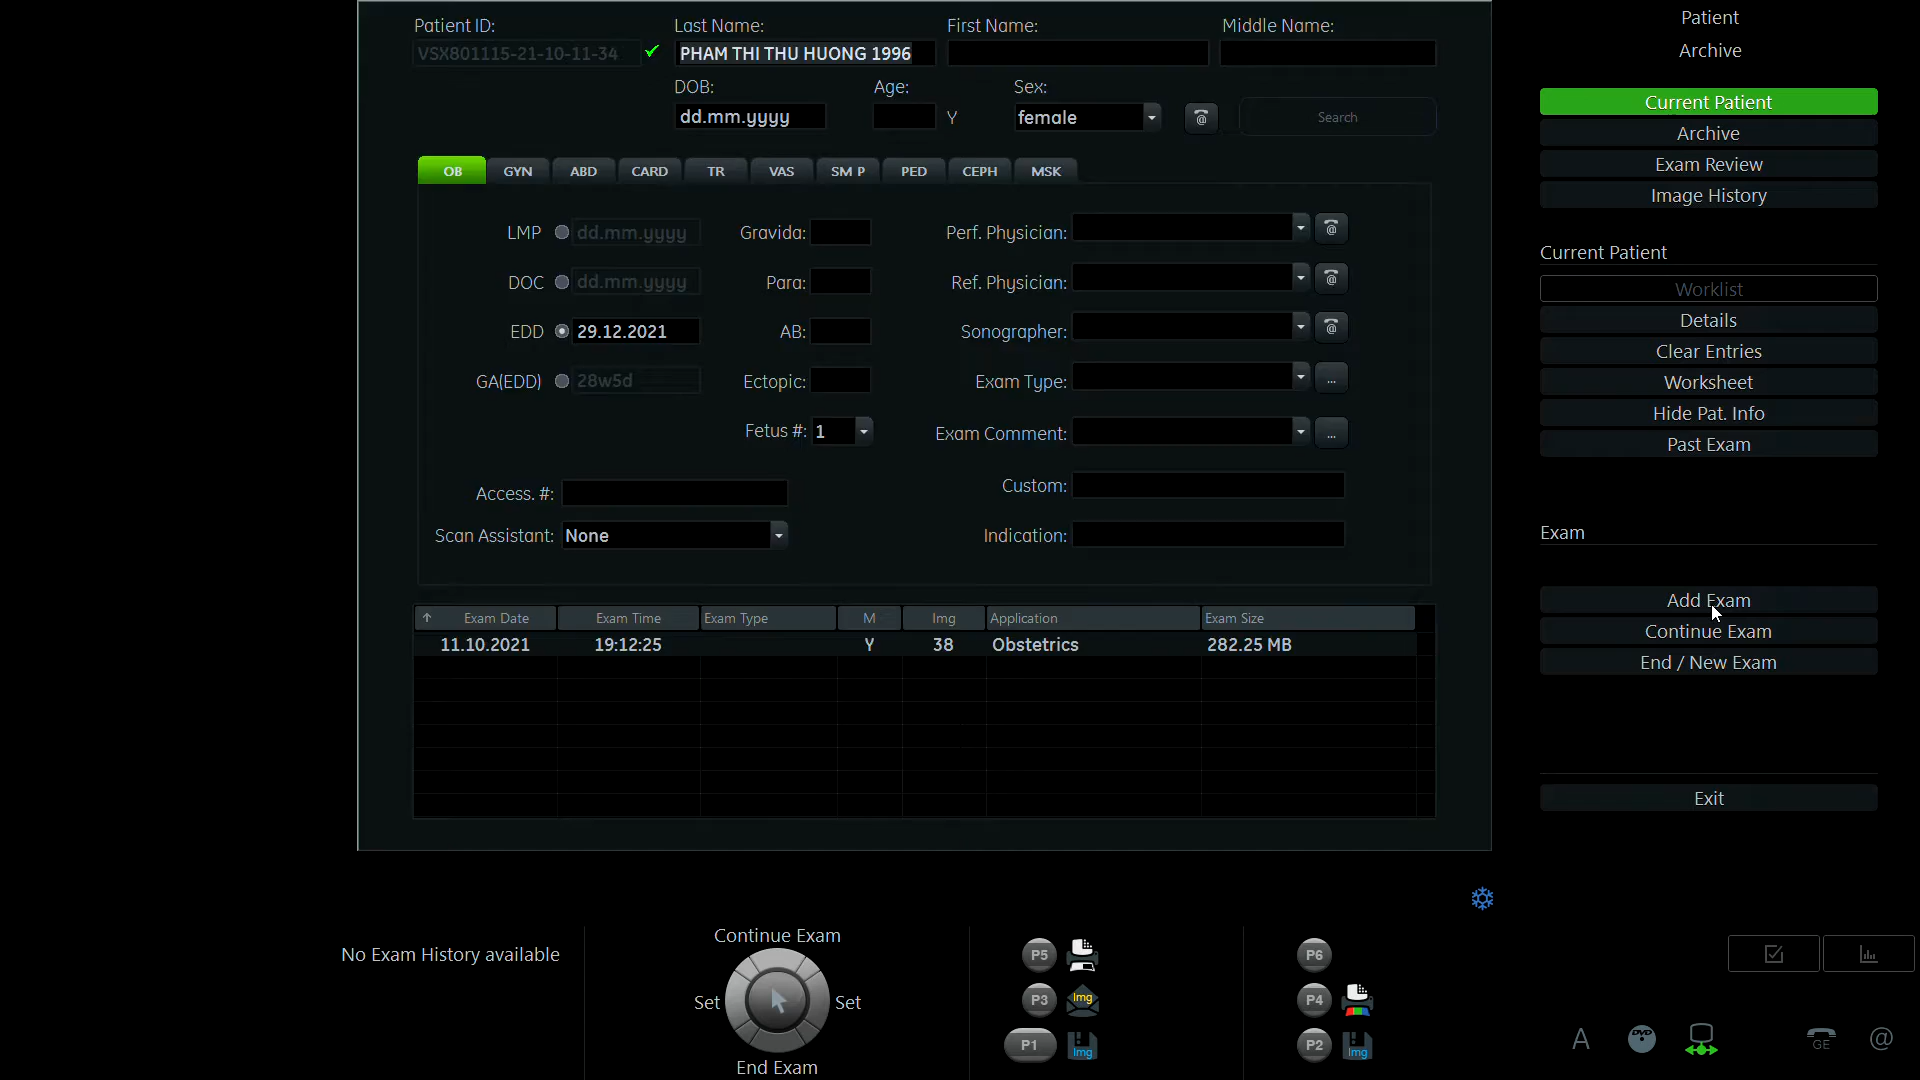 Patient ID: Last Name: First Name: Middle Name:
VSX801115-21-10-11-34 PHAM THI THU HUONG 1996
DOB: Age: Sex:
dd.mm.yyyy Y female @ Search
OB GYN ABD CARD TR VAS SM P PED CEPH MSK
LMP dd.mm.yyyy Gravida: Perf. Physician: @
DOC dd.mm.yyyy Para: Ref. Physician: @
EDD 29.12.2021 AB: Sonographer: @
GA(EDD) 28w5d Ectopic: Exam Type: ...
Fetus #: 1 Exam Comment: ...
Access. #: Custom:
Scan Assistant: None Indication:
Exam Date Exam Time Exam Type M Img Application Exam Size
11.10.2021 19:12:25 Y 38 Obstetrics 282.25 MB
Patient
Archive
Current Patient
Archive
Exam Review
Image History
Current Patient
Worklist
Details
Clear Entries
Worksheet
Hide Pat. Info
Past Exam
Exam
Add Exam
Continue Exam
End / New Exam
Exit
No Exam History available
Continue Exam
Set Set
End Exam
P5
P3 Img
P1 Img
P6
P4
P2 Img
A DVD GE @